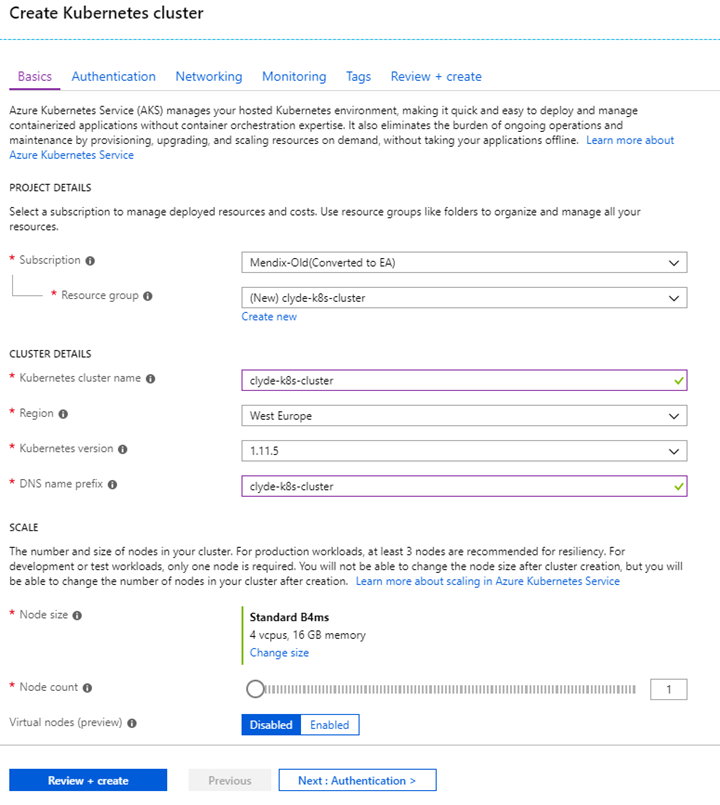 Create Kubernetes cluster
Basics Authentication Networking Monitoring Tags Review + create
Azure Kubernetes Service (AKS) manages your hosted Kubernetes environment, making it quick and easy to deploy and manage
containerized applications without container orchestration expertise. It also eliminates the burden of ongoing operations and
maintenance by provisioning, upgrading, and scaling resources on demand, without taking your applications offline. Learn more about
Azure Kubernetes Service
PROJECT DETAILS
Select a subscription to manage deployed resources and costs. Use resource groups like folders to organize and manage all your
resources.
* Subscription
Mendix-Old(Converted to EA)
* Resource group
(New) clyde-k8s-cluster
Create new
CLUSTER DETAILS
* Kubernetes cluster name
clyde-k8s-cluster
* Region
West Europe
* Kubernetes version
1.11.5
* DNS name prefix
clyde-k8s-cluster
SCALE
The number and size of nodes in your cluster. For production workloads, at least 3 nodes are recommended for resiliency. For
development or test workloads, only one node is required. You will not be able to change the node size after cluster creation, but you will
be able to change the number of nodes in your cluster after creation. Learn more about scaling in Azure Kubernetes Service
* Node size
Standard B4ms
4 vcpus, 16 GB memory
Change size
* Node count
1
Virtual nodes (preview)
Disabled Enabled
Review + create Previous Next : Authentication >